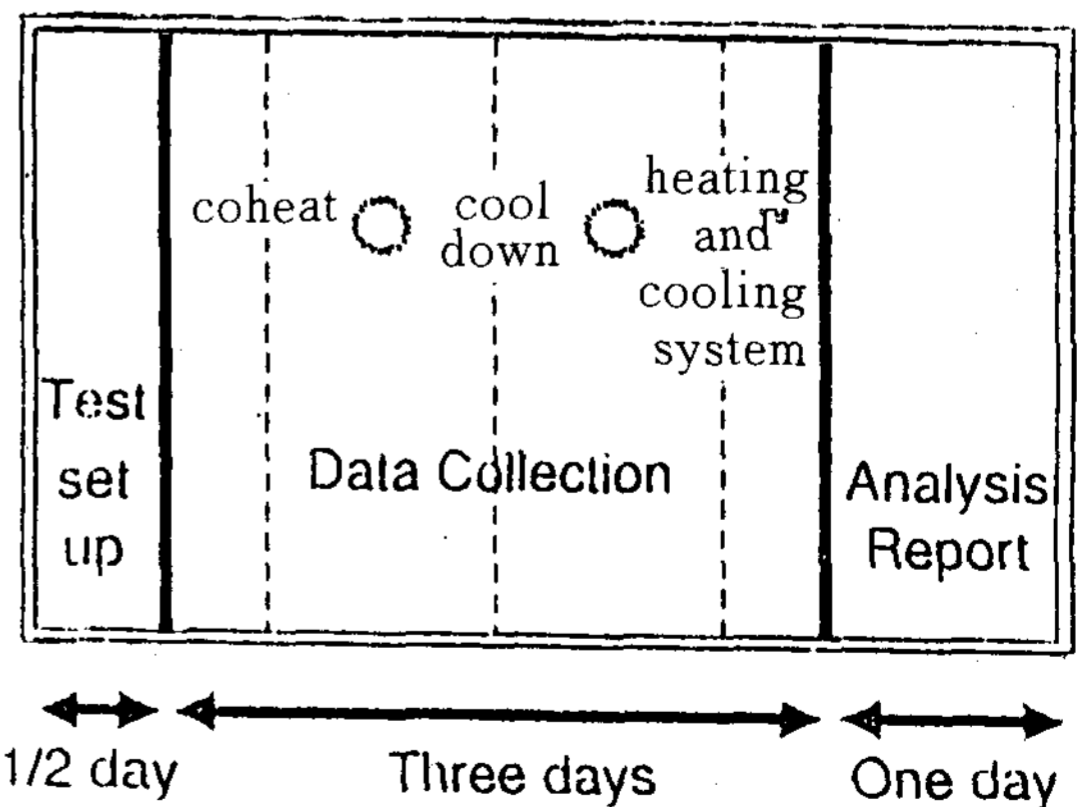 coheat
cool
down
heating
and
cooling
system
Test
set
up
Data Collection
Analysis
Report
1/2 day
Three days
One day